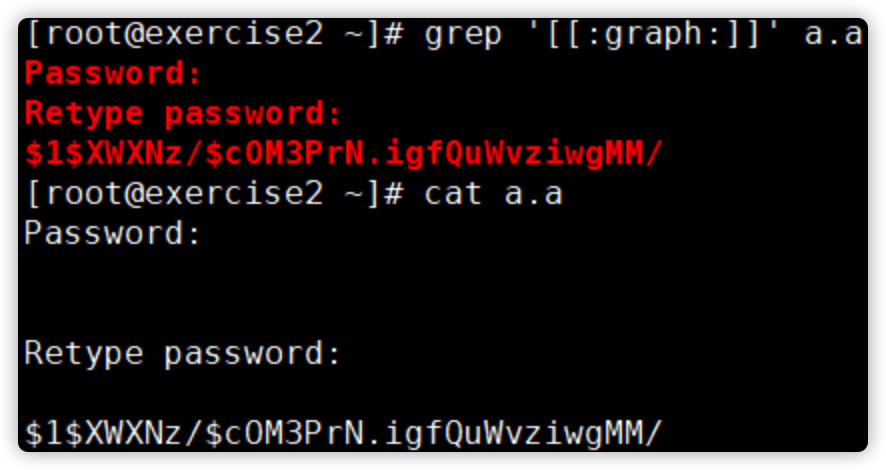 [root@exercise2 ~]# grep '[[:graph:]]' a.a
Password:
Retype password:
$1$XWXNz/$cOM3PrN.igfQuWvziwgMM/
[root@exercise2 ~]# cat a.a
Password:
Retype password:
$1$XWXNz/$cOM3PrN.igfQuWvziwgMM/